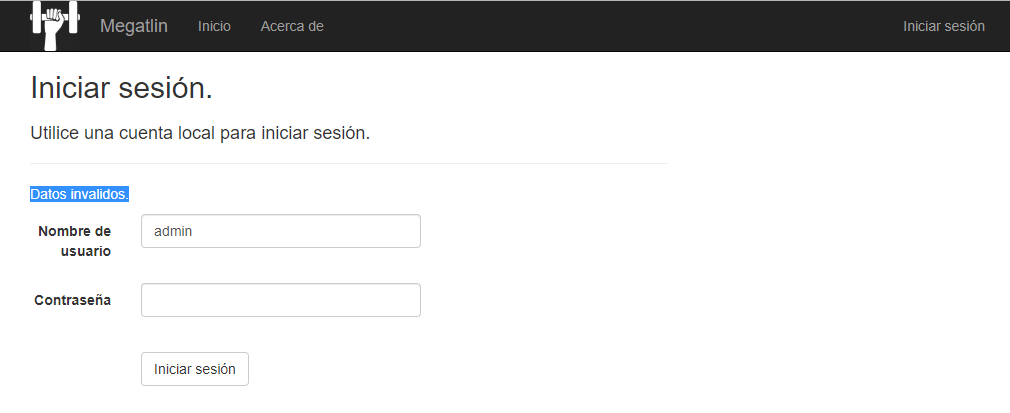 Megatlin Inicio Acerca de Iniciar sesión
Iniciar sesión.
Utilice una cuenta local para iniciar sesión.
Datos invalidos.
Nombre de
usuario
admin
Contraseña
Iniciar sesión